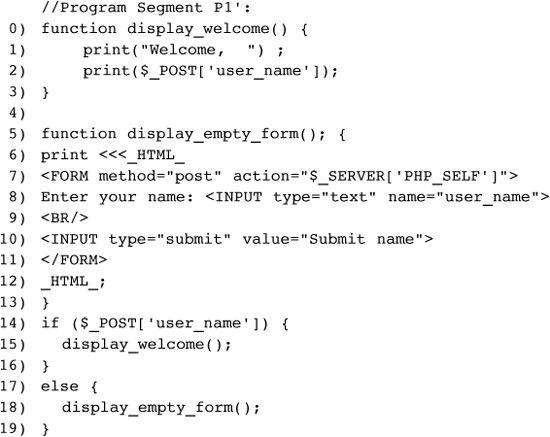 //Program Segment P1':
0) function display_welcome() {
1)     print("Welcome,  ") ;
2)     print($_POST['user_name']);
3) }
4)
5) function display_empty_form(); {
6) print <<<_HTML_
7) <FORM method="post" action="$_SERVER['PHP_SELF']">
8) Enter your name: <INPUT type="text" name="user_name">
9) <BR/>
10) <INPUT type="submit" value="Submit name">
11) </FORM>
12) _HTML_;
13) }
14) if ($_POST['user_name']) {
15)   display_welcome();
16) }
17) else {
18)   display_empty_form();
19) }